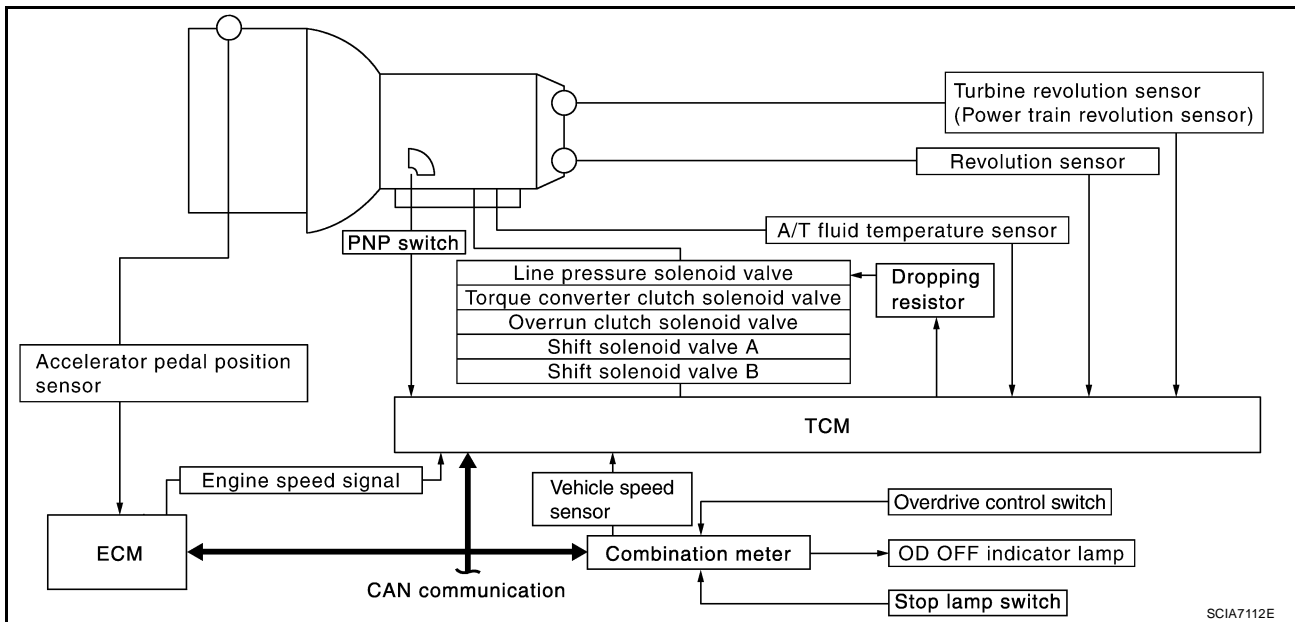 Turbine revolution sensor
(Power train revolution sensor)
Revolution sensor
A/T fluid temperature sensor
PNP switch
Line pressure solenoid valve
Torque converter clutch solenoid valve
Overrun clutch solenoid valve
Shift solenoid valve A
Shift solenoid valve B
Dropping
resistor
Accelerator pedal position
sensor
TCM
Engine speed signal
Vehicle speed
sensor
Overdrive control switch
ECM
Combination meter
OD OFF indicator lamp
CAN communication
Stop lamp switch
SCIA7112E